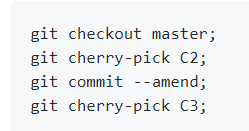 git checkout master;
git cherry-pick C2;
git commit --amend;
git cherry-pick C3;